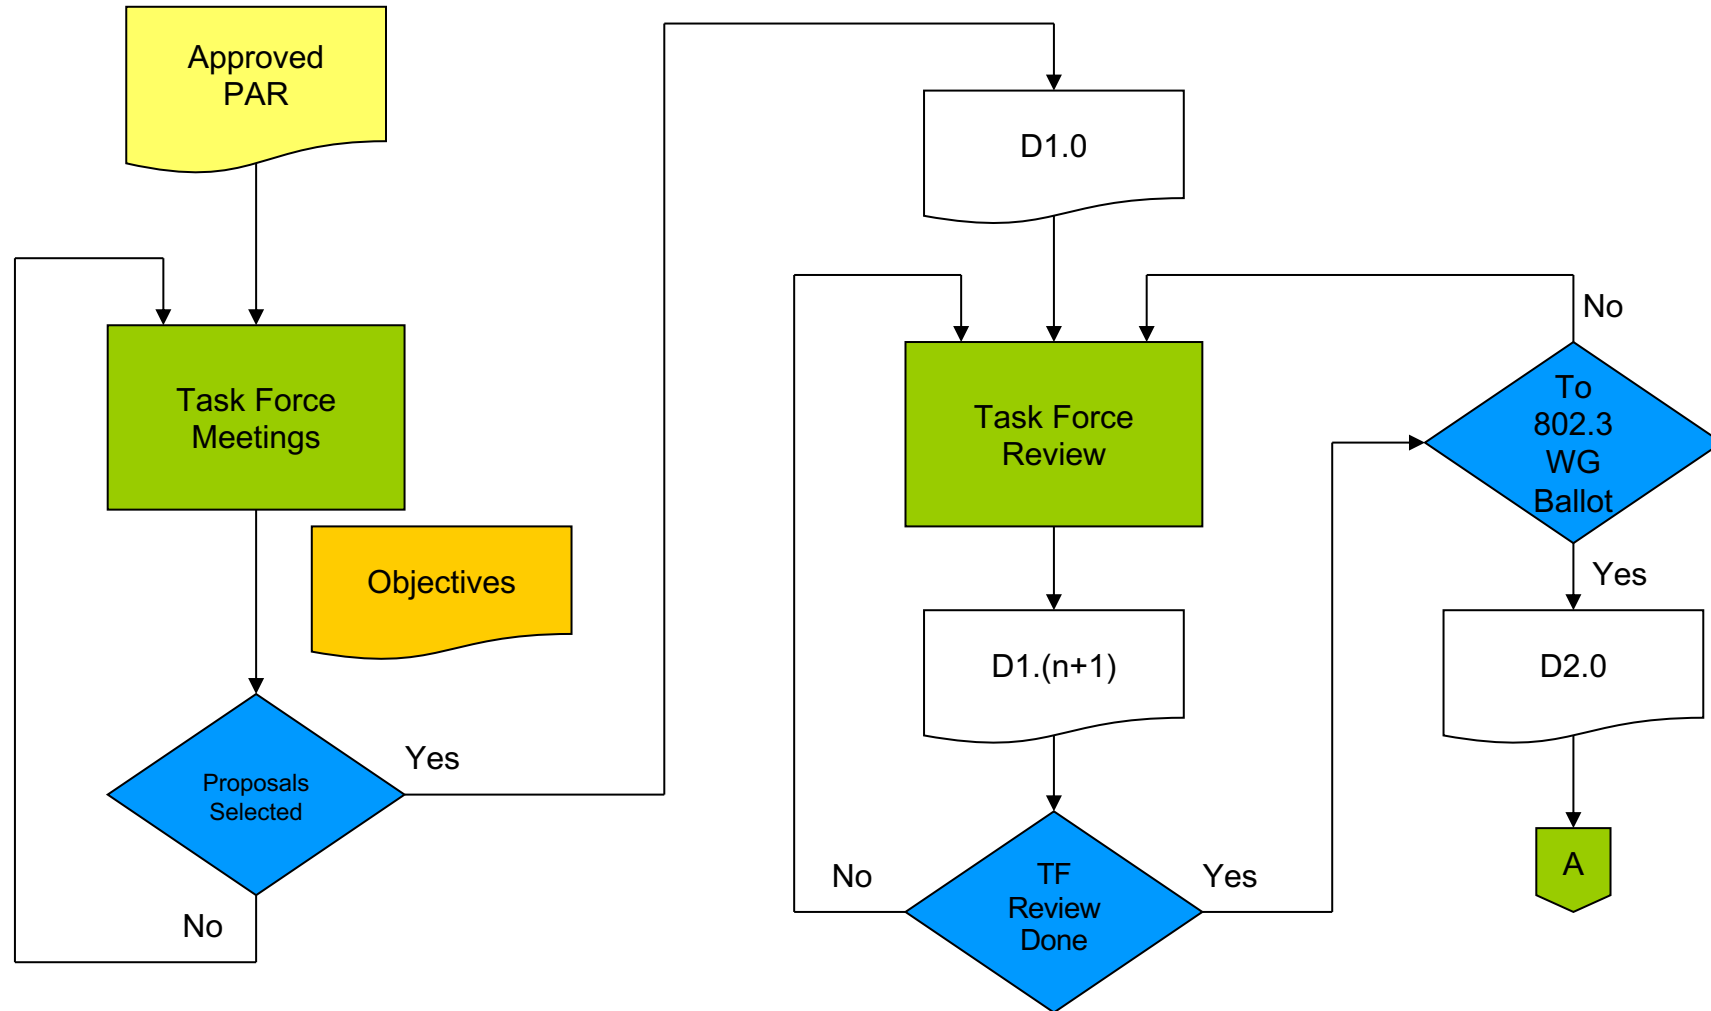 Approved
PAR
Task Force
Meetings
Objectives
Proposals
Selected
Yes
No
D1.0
Task Force
Review
D1.(n+1)
TF
Review
Done
No
Yes
To
802.3
WG
Ballot
No
Yes
D2.0
A